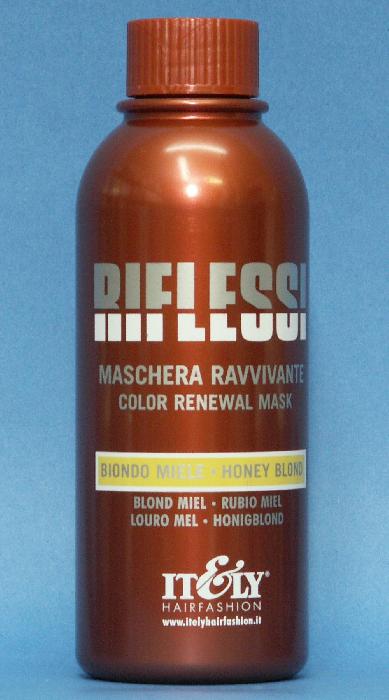 RIFLESSI
MASCHERA RAVVIVANTE
COLOR RENEWAL MASK
BIONDO MIELE • HONEY BLOND
BLOND MIEL • RUBIO MIEL
LOURO MEL • HONIGBLOND
IT&LY®
HAIRFASHION
www.itelyhairfashion.it